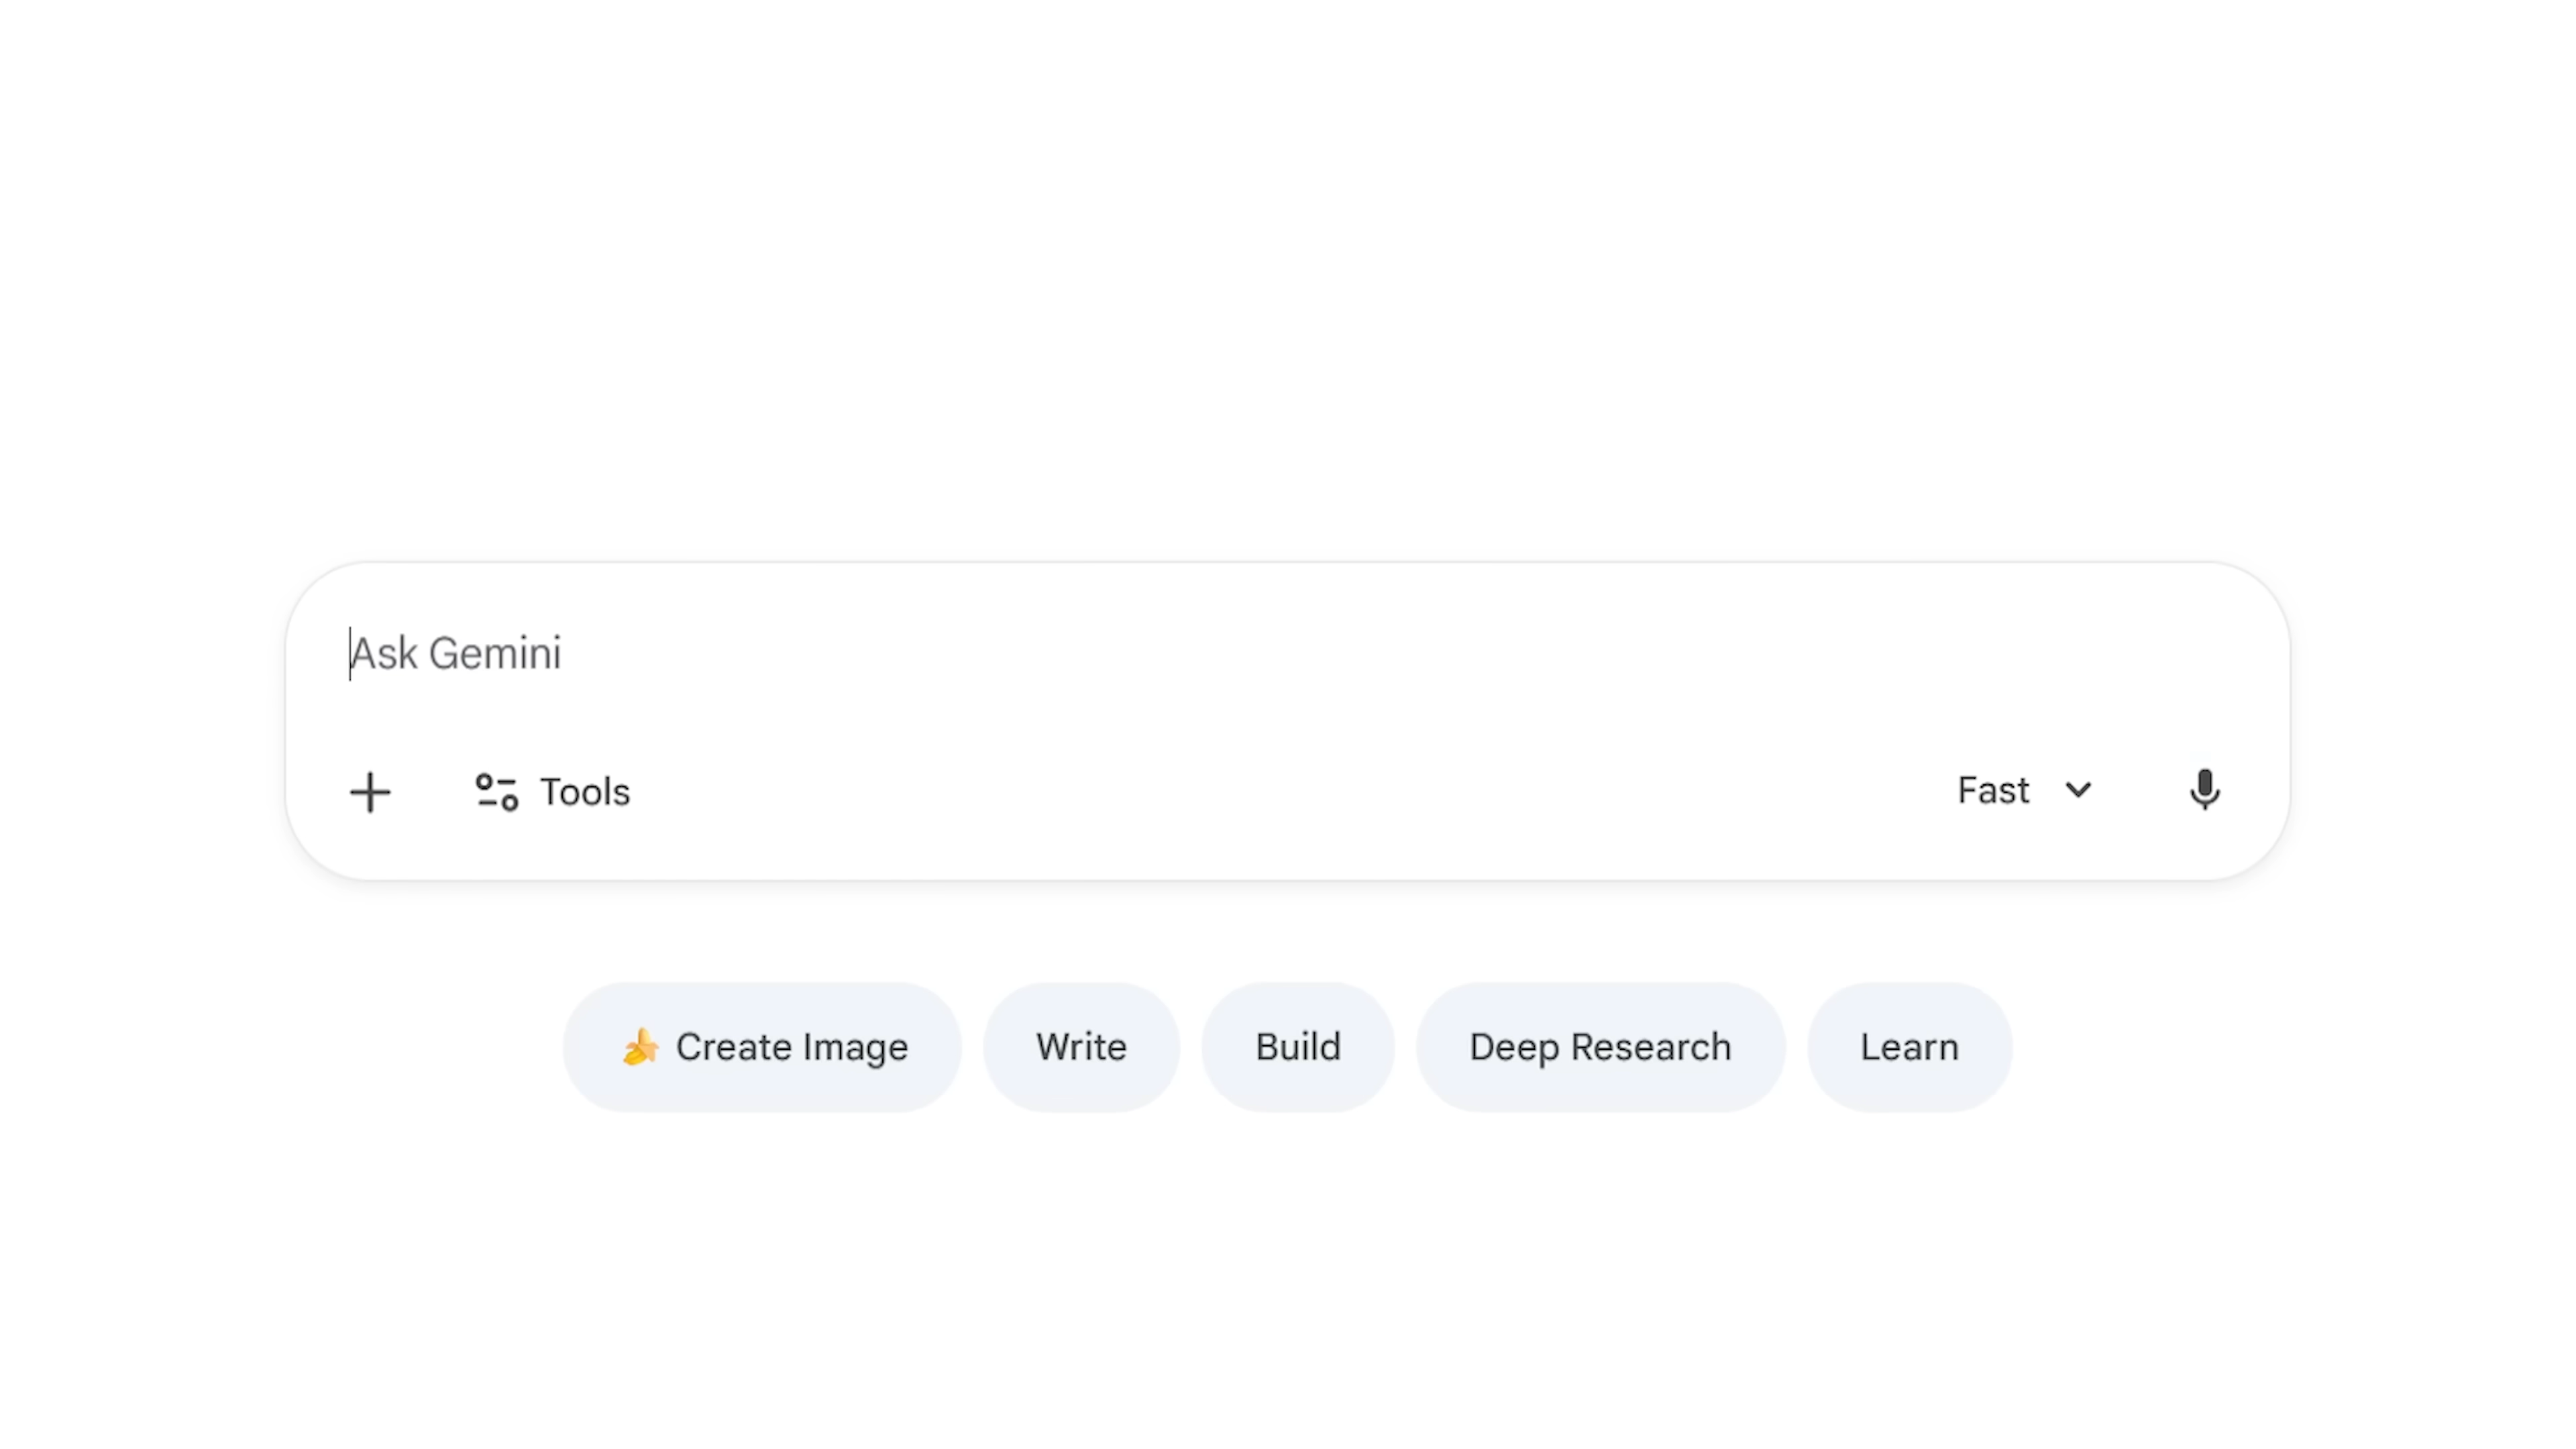 Ask Gemini
Tools
Fast
Create Image
Write
Build
Deep Research
Learn